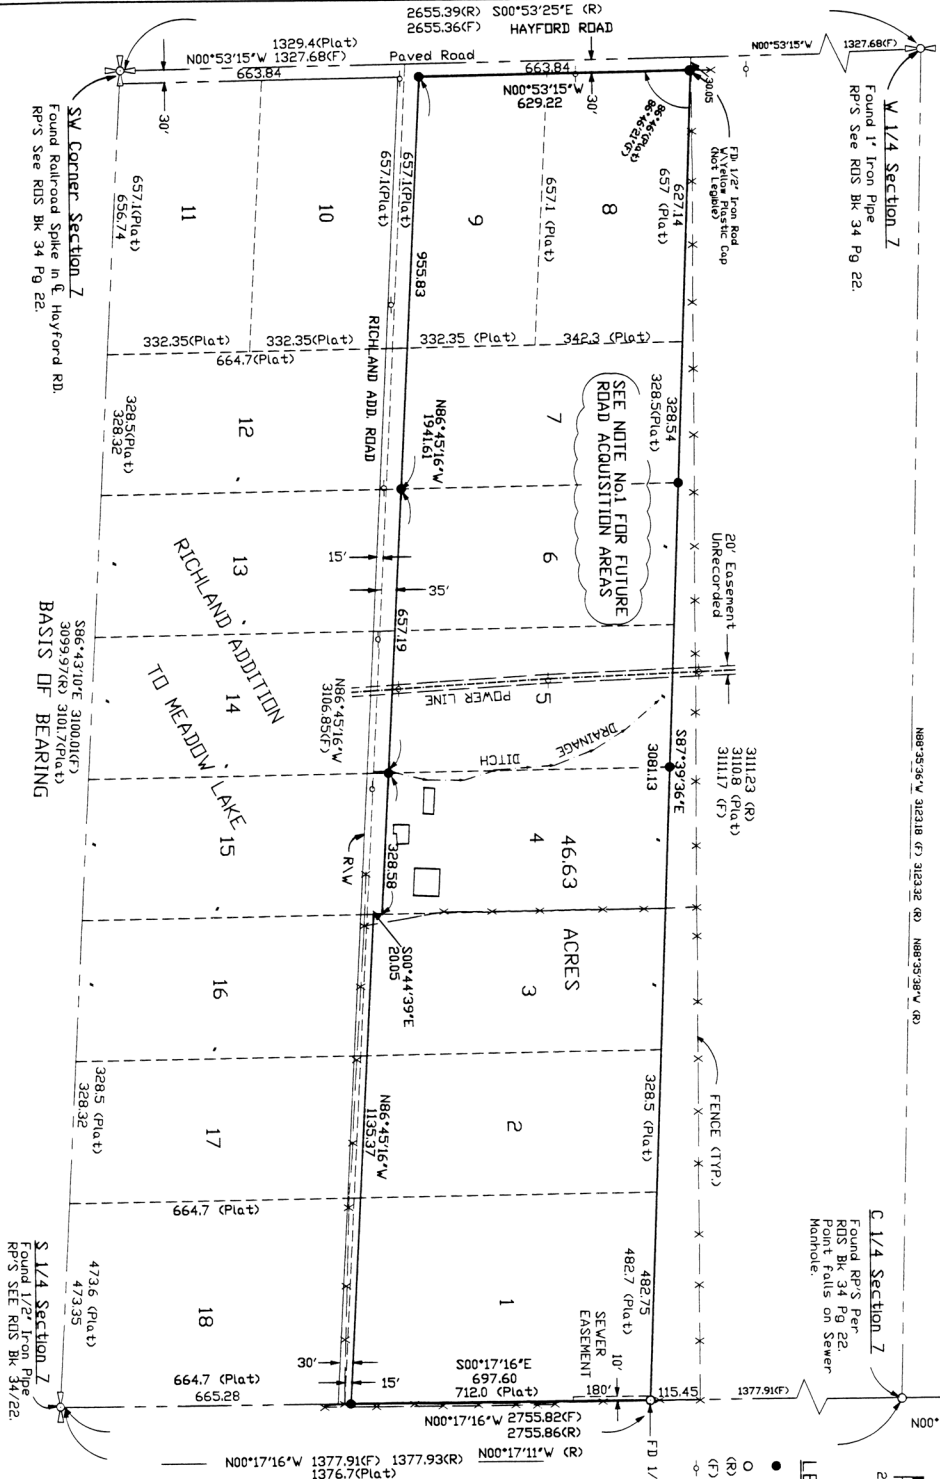 2655.39(R) S00°53'25"E (R)
2655.36(F) HAYFORD ROAD
1329.4(Plat)
N00°53'15"W 1327.68(F)
Paved Road
663.84
663.84
N00°53'15"W
629.22
30'
30'
30.05
N00°53'15"W 1327.68(F)
86°46'(Plat)
86°46'21"(F)
FD. 1/2" Iron Rod
W\Yellow Plastic Cap
(Not Legible)
W 1/4 Section 7
Found 1" Iron Pipe
RP'S See ROS Bk 34 Pg 22.
SW Corner Section 7
Found Railroad Spike in ℄ Hayford RD.
RP'S See ROS Bk 34 Pg 22.
657.1(Plat)
656.74
11
10
657.1(Plat)
657.1(Plat)
955.83
9
657.1 (Plat)
8
627.14
657 (Plat)
332.35(Plat)
332.35(Plat)
664.7(Plat)
332.35 (Plat)
342.3 (Plat)
RICHLAND ADD. ROAD
328.5(Plat)
328.32
12
N86°45'16"W
1941.61
7
SEE NOTE No.1 FOR FUTURE
ROAD ACQUISITION AREAS
328.54
328.5(Plat)
20' Easement
UnRecorded
13
15'
35'
6
657.19
RICHLAND ADDITION
TO MEADOW LAKE
S86°43'10"E 3100.01(F)
3099.97(R) 3101.7(Plat)
BASIS OF BEARING
14
N86°45'16"W
3106.85(F)
POWER LINE
5
DRAINAGE
DITCH
S87°39'36"E
3081.13
3111.23 (R)
3110.8 (Plat)
3111.17 (F)
N88°35'36"W 3123.18 (F) 3123.32 (R) N88°35'38"W (R)
15
R\W
328.58
4
46.63 ACRES
S00°44'39"E
20.05
16
3
FENCE (TYP.)
328.5 (Plat)
328.32
17
N86°45'16"W
1135.37
2
328.5 (Plat)
664.7 (Plat)
473.6 (Plat)
473.35
18
1
482.75
482.7 (Plat)
C 1/4 Section 7
Found RP'S Per
ROS Bk 34 Pg 22.
Point falls on Sewer
Manhole.
S 1/4 Section 7
Found 1/2" Iron Pipe
RP'S SEE ROS Bk 34/22.
30'
15'
664.7 (Plat)
665.28
S00°17'16"E
697.60
712.0 (Plat)
SEWER
EASEMENT
10'
180'
115.45
1377.91(F)
N00°17'16"W 2755.82(F)
2755.86(R)
N00°17'16"W 1377.91(F) 1377.93(R) N00°17'11"W (R)
1376.7(Plat)
FD 1/
N00°
LE
(R)
(F)